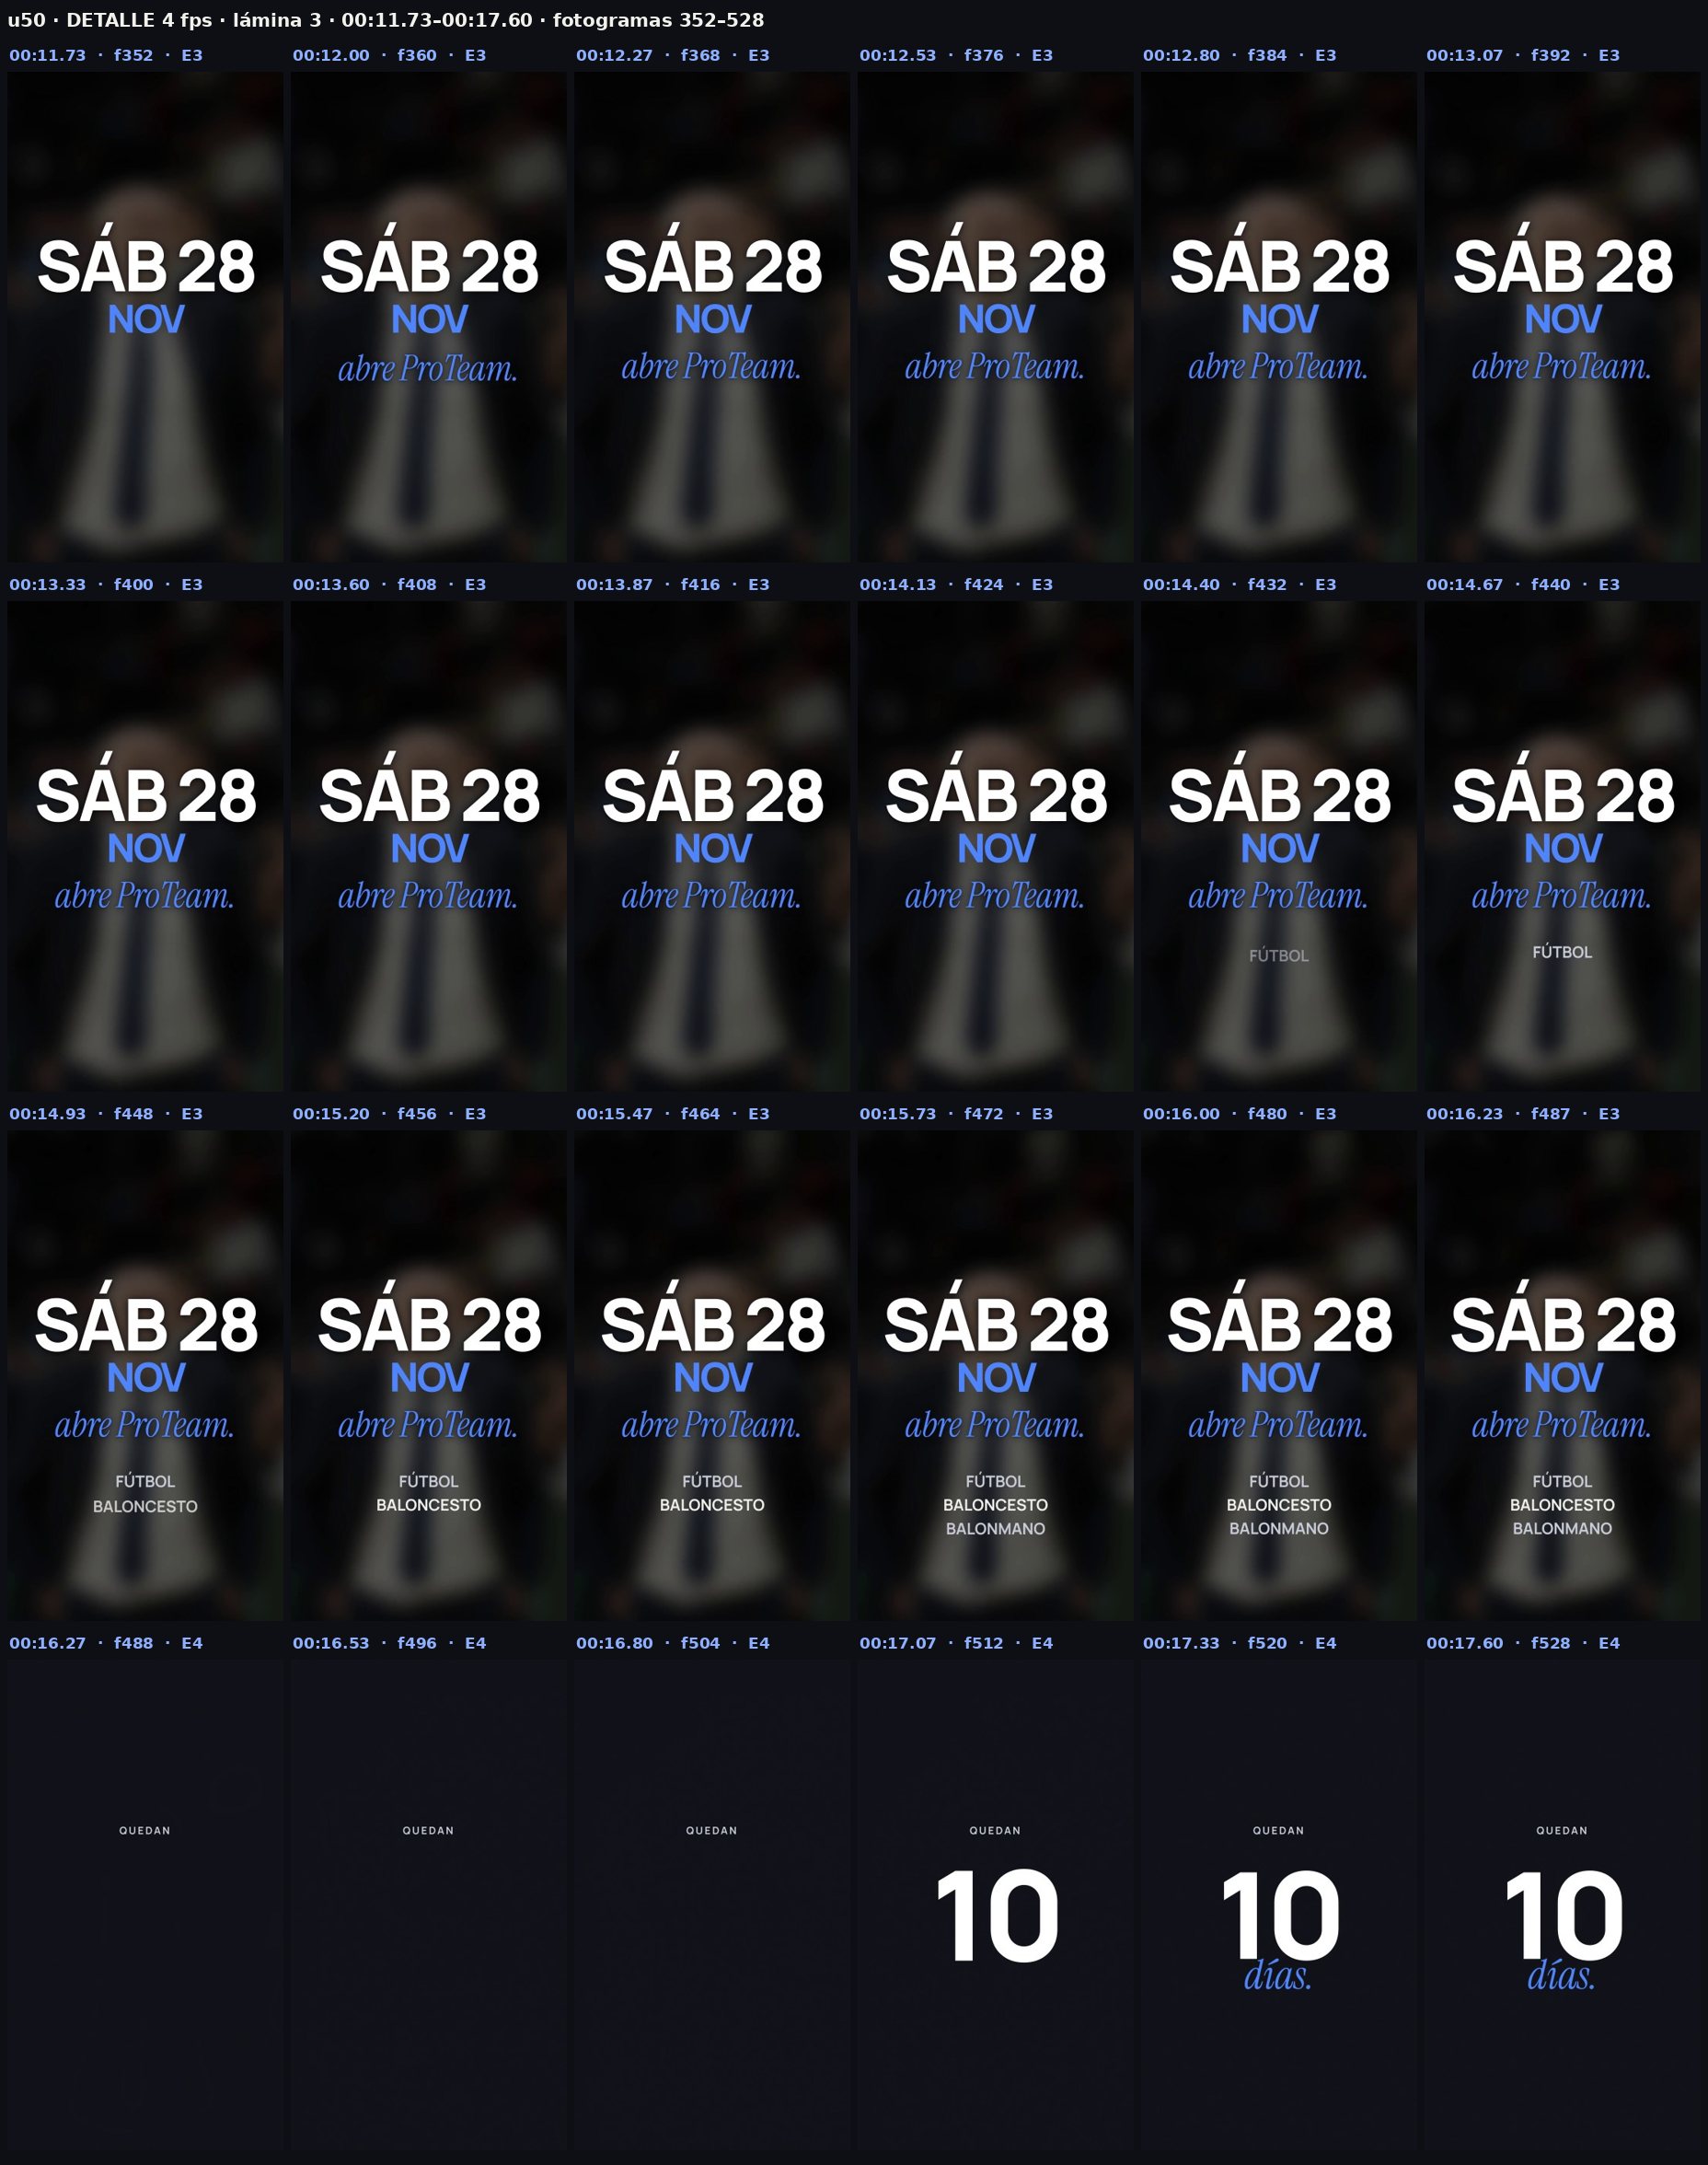 u50 · DETALLE 4 fps · lámina 3 · 00:11.73–00:17.60 · fotogramas 352–528
00:11.73 · f352 · E3
SÁB 28
NOV
00:12.00 · f360 · E3
SÁB 28
NOV
abre ProTeam.
00:12.27 · f368 · E3
SÁB 28
NOV
abre ProTeam.
00:12.53 · f376 · E3
SÁB 28
NOV
abre ProTeam.
00:12.80 · f384 · E3
SÁB 28
NOV
abre ProTeam.
00:13.07 · f392 · E3
SÁB 28
NOV
abre ProTeam.
00:13.33 · f400 · E3
SÁB 28
NOV
abre ProTeam.
00:13.60 · f408 · E3
SÁB 28
NOV
abre ProTeam.
00:13.87 · f416 · E3
SÁB 28
NOV
abre ProTeam.
00:14.13 · f424 · E3
SÁB 28
NOV
abre ProTeam.
00:14.40 · f432 · E3
SÁB 28
NOV
abre ProTeam.
FÚTBOL
00:14.67 · f440 · E3
SÁB 28
NOV
abre ProTeam.
FÚTBOL
00:14.93 · f448 · E3
SÁB 28
NOV
abre ProTeam.
FÚTBOL
BALONCESTO
00:15.20 · f456 · E3
SÁB 28
NOV
abre ProTeam.
FÚTBOL
BALONCESTO
00:15.47 · f464 · E3
SÁB 28
NOV
abre ProTeam.
FÚTBOL
BALONCESTO
00:15.73 · f472 · E3
SÁB 28
NOV
abre ProTeam.
FÚTBOL
BALONCESTO
BALONMANO
00:16.00 · f480 · E3
SÁB 28
NOV
abre ProTeam.
FÚTBOL
BALONCESTO
BALONMANO
00:16.23 · f487 · E3
SÁB 28
NOV
abre ProTeam.
FÚTBOL
BALONCESTO
BALONMANO
00:16.27 · f488 · E4
QUEDAN
00:16.53 · f496 · E4
QUEDAN
00:16.80 · f504 · E4
QUEDAN
00:17.07 · f512 · E4
QUEDAN
10
00:17.33 · f520 · E4
QUEDAN
10
días.
00:17.60 · f528 · E4
QUEDAN
10
días.